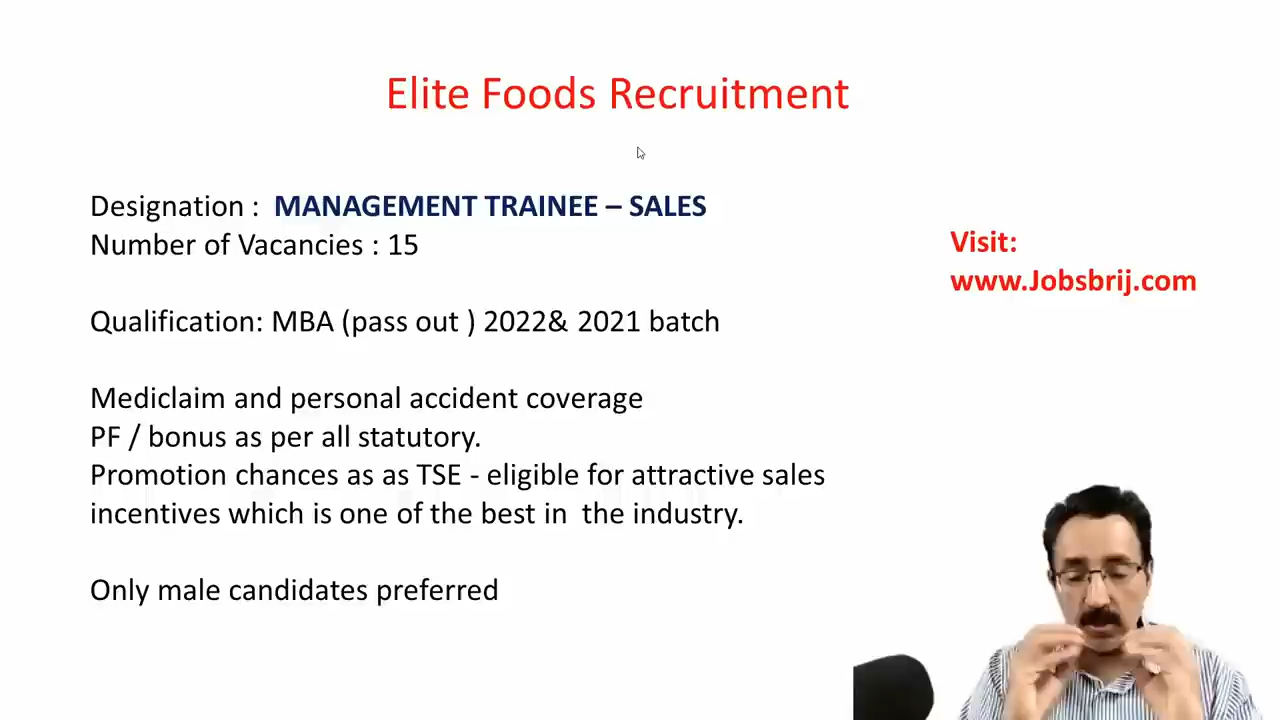 Elite Foods Recruitment
Designation :  MANAGEMENT TRAINEE – SALES
Number of Vacancies : 15
Visit:
www.Jobsbrij.com
Qualification: MBA (pass out ) 2022& 2021 batch
Mediclaim and personal accident coverage
PF / bonus as per all statutory.
Promotion chances as as TSE - eligible for attractive sales
incentives which is one of the best in  the industry.
Only male candidates preferred